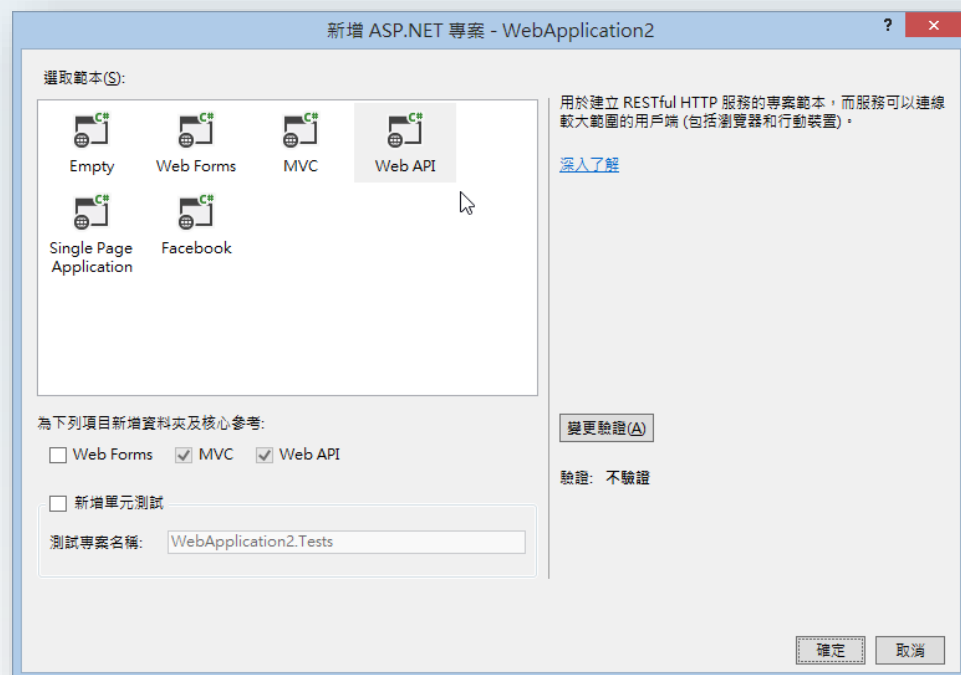 新增 ASP.NET 專案 - WebApplication2
?
選取範本(S):
C#
Empty
C#
Web Forms
C#
MVC
C#
Web API
C#
Single Page
Application
C#
Facebook
用於建立 RESTful HTTP 服務的專案範本，而服務可以連線
較大範圍的用戶端 (包括瀏覽器和行動裝置)。
深入了解
為下列項目新增資料夾及核心參考:
Web Forms MVC Web API
新增單元測試
測試專案名稱: WebApplication2.Tests
變更驗證(A)
驗證: 不驗證
確定 取消